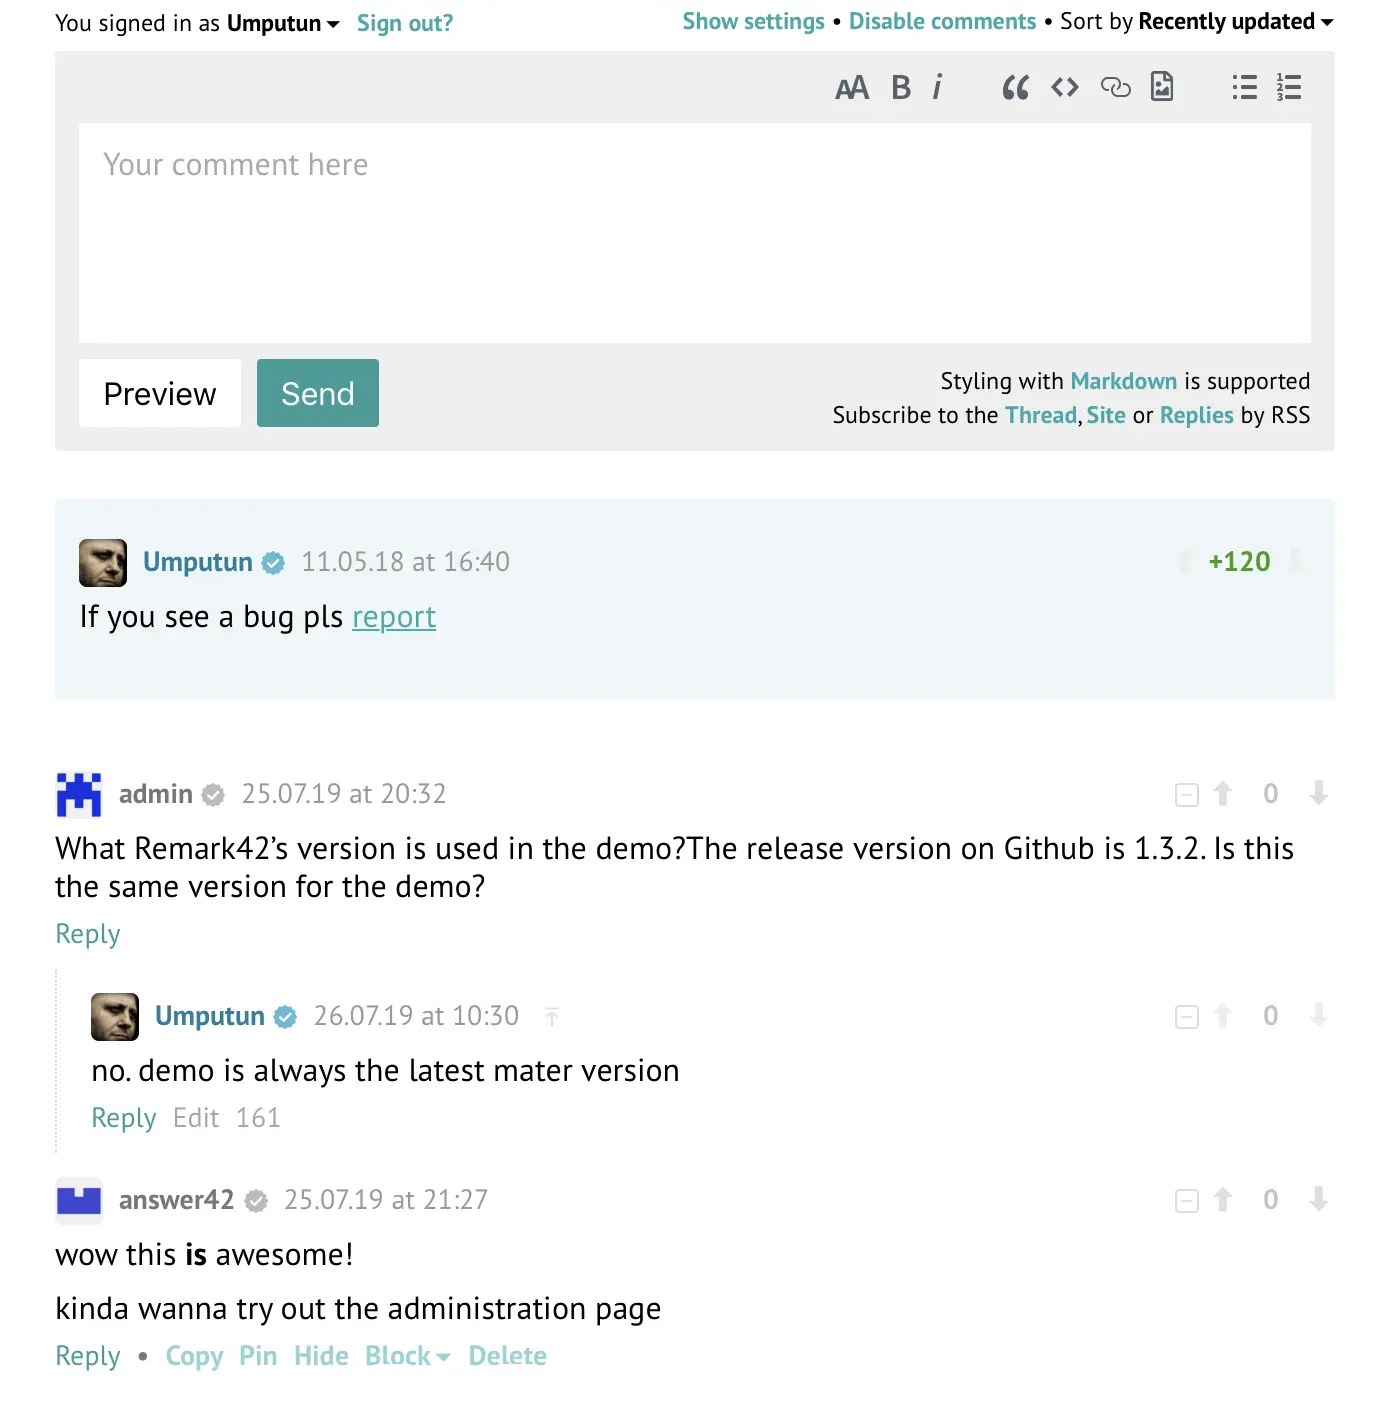 You signed in as Umputun Sign out? Show settings • Disable comments • Sort by Recently updated
AA B i
Your comment here
Preview Send
Styling with Markdown is supported
Subscribe to the Thread, Site or Replies by RSS
Umputun 11.05.18 at 16:40 +120
If you see a bug pls report
admin 25.07.19 at 20:32 0
What Remark42’s version is used in the demo?The release version on Github is 1.3.2. Is this
the same version for the demo?
Reply
Umputun 26.07.19 at 10:30 0
no. demo is always the latest mater version
Reply Edit 161
answer42 25.07.19 at 21:27 0
wow this is awesome!
kinda wanna try out the administration page
Reply • Copy Pin Hide Block Delete